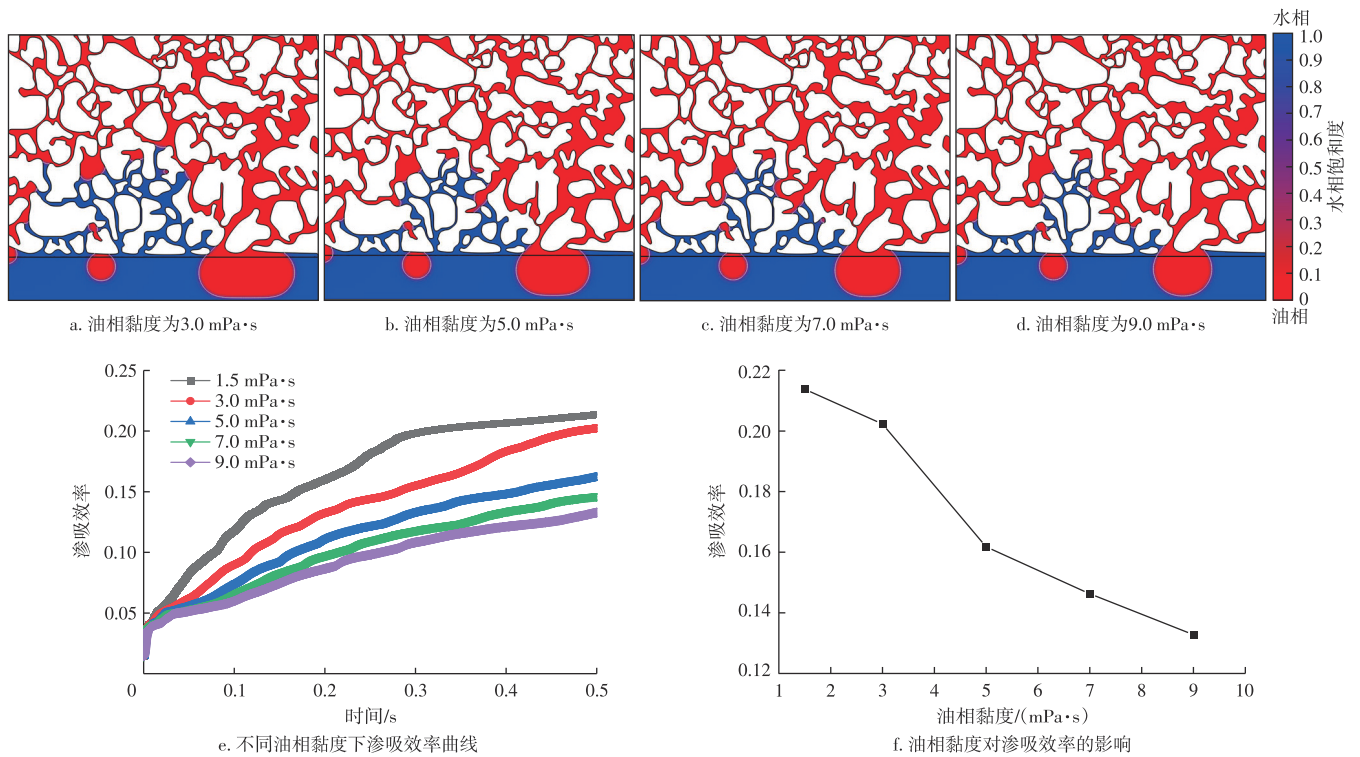 水相
1.0
0.9
0.8
0.7
0.6
0.5
0.4
0.3
0.2
0.1
0
水相饱和度
油相
a. 油相黏度为3.0 mPa·s
b. 油相黏度为5.0 mPa·s
c. 油相黏度为7.0 mPa·s
d. 油相黏度为9.0 mPa·s
0.25
0.20
0.15
0.10
0.05
0
渗吸效率
1.5 mPa·s
3.0 mPa·s
5.0 mPa·s
7.0 mPa·s
9.0 mPa·s
0.1
0.2
0.3
0.4
0.5
时间/s
e. 不同油相黏度下渗吸效率曲线
0.22
0.20
0.18
0.16
0.14
0.12
渗吸效率
1
2
3
4
5
6
7
8
9
10
油相黏度/(mPa·s)
f. 油相黏度对渗吸效率的影响